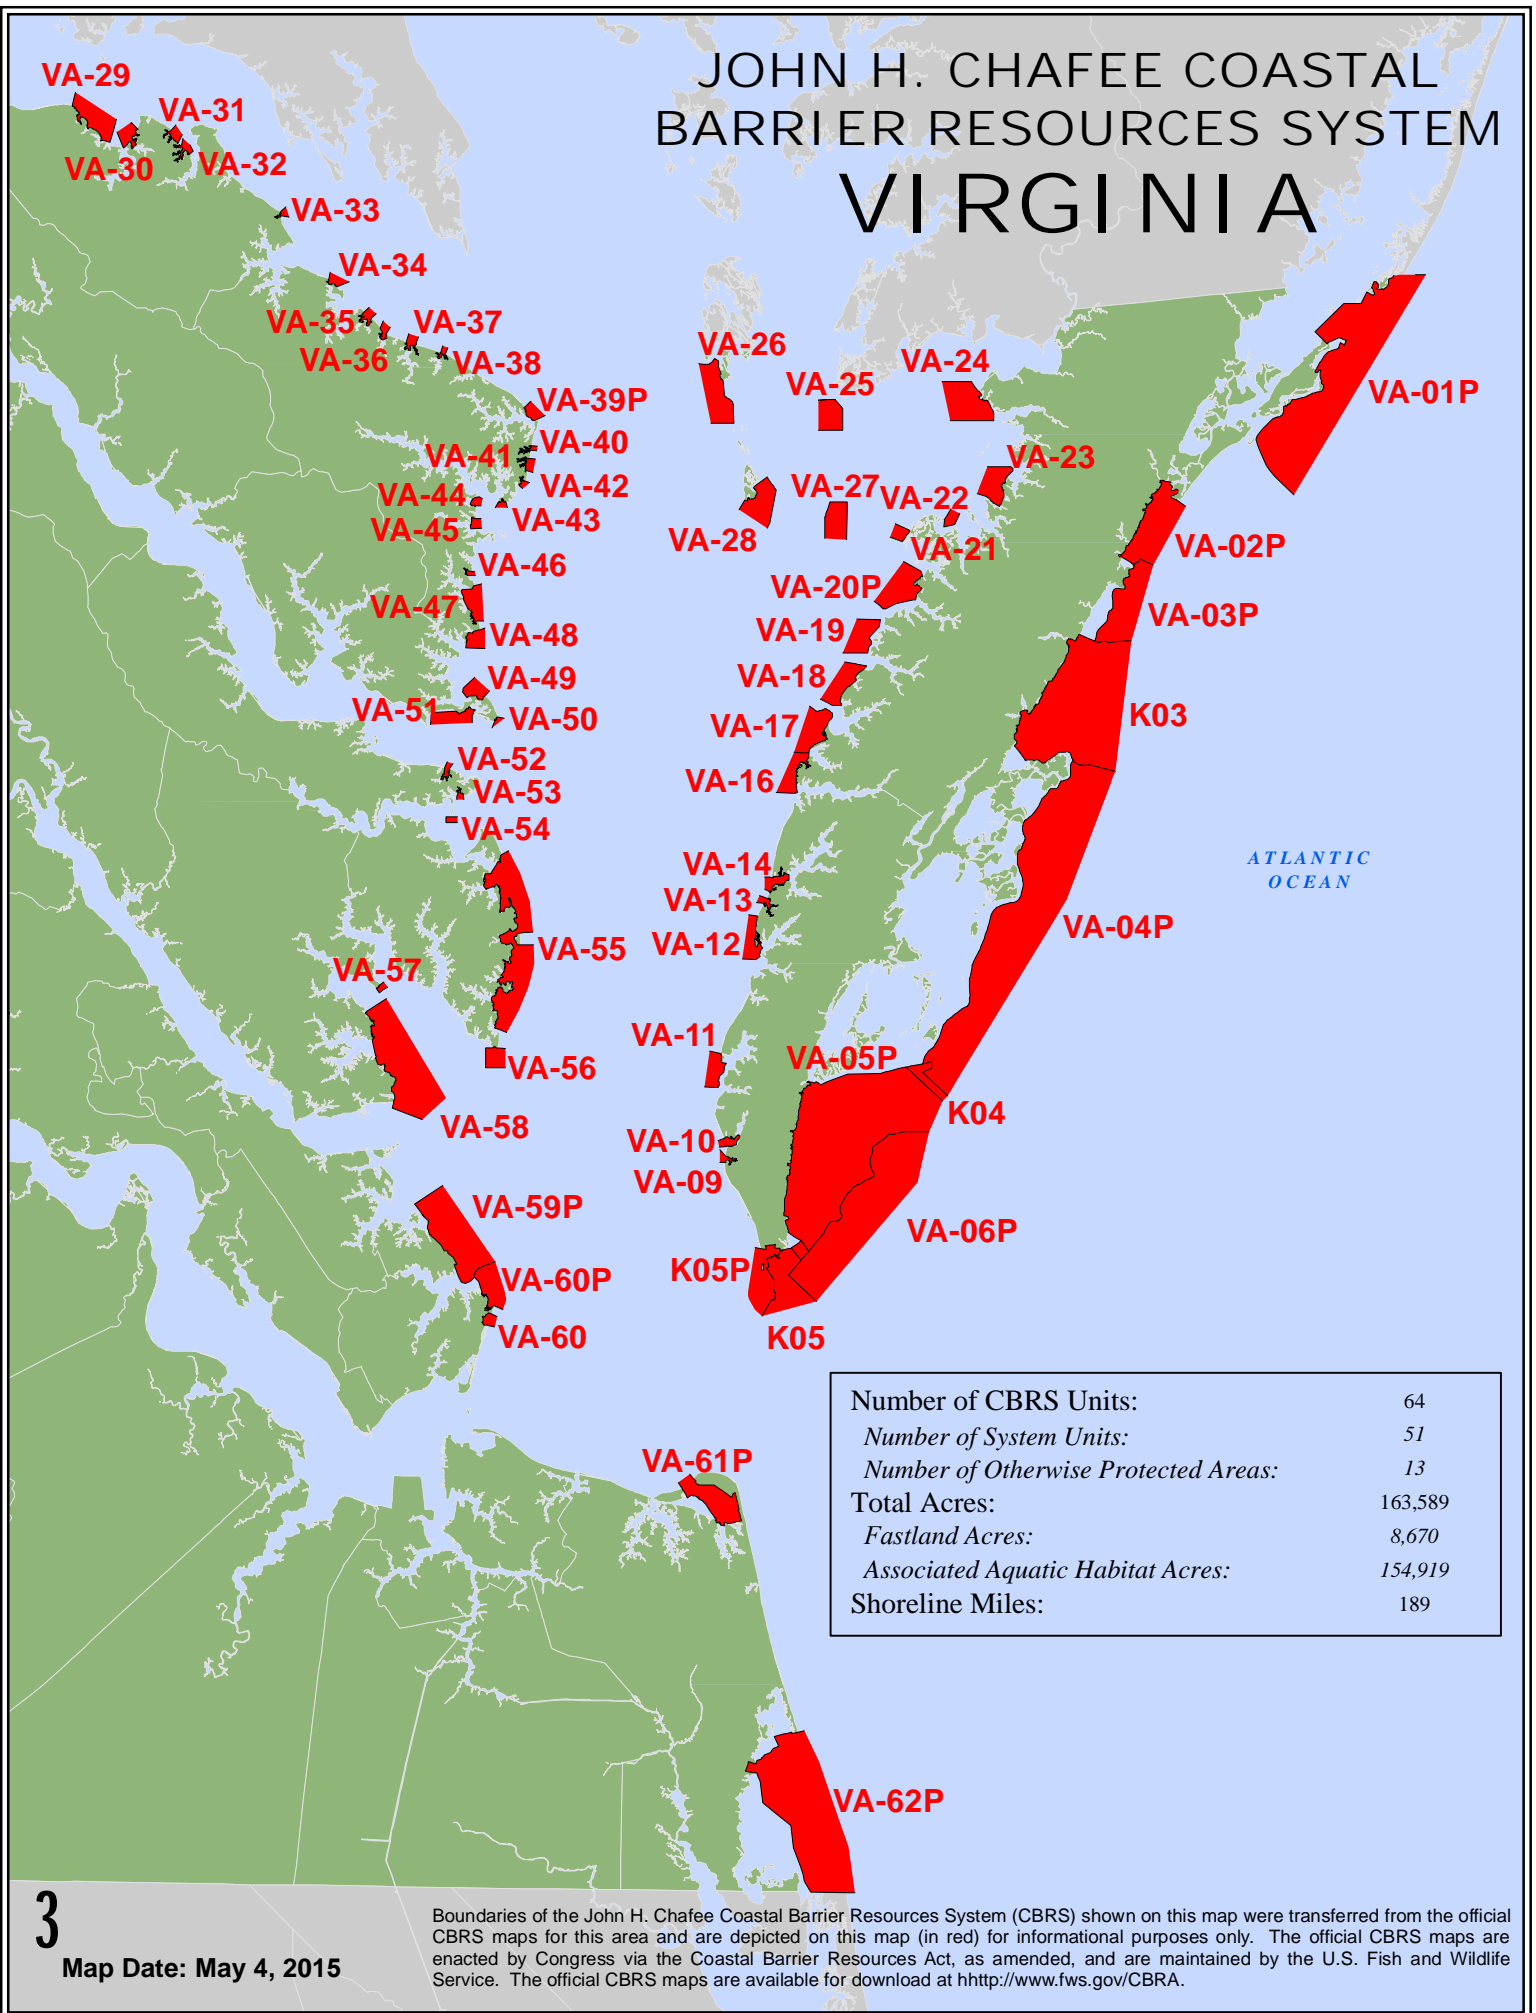 JOHN H. CHAFEE COASTAL
BARRIER RESOURCES SYSTEM
VIRGINIA
VA-29
VA-31
VA-30
VA-32
VA-33
VA-34
VA-35
VA-37
VA-36
VA-38
VA-39P
VA-40
VA-41
VA-42
VA-44
VA-43
VA-45
VA-46
VA-47
VA-48
VA-49
VA-51
VA-50
VA-52
VA-53
VA-54
VA-55
VA-57
VA-56
VA-58
VA-59P
VA-60P
VA-60
VA-26
VA-25
VA-24
VA-01P
VA-23
VA-27
VA-22
VA-28
VA-21
VA-02P
VA-20P
VA-03P
VA-19
VA-18
VA-17
K03
VA-16
VA-14
VA-13
VA-12
VA-04P
ATLANTIC
OCEAN
VA-11
VA-05P
K04
VA-10
VA-09
VA-06P
K05P
K05
VA-61P
VA-62P
Number of CBRS Units: 64
Number of System Units: 51
Number of Otherwise Protected Areas: 13
Total Acres: 163,589
Fastland Acres: 8,670
Associated Aquatic Habitat Acres: 154,919
Shoreline Miles: 189
3
Map Date: May 4, 2015
Boundaries of the John H. Chafee Coastal Barrier Resources System (CBRS) shown on this map were transferred from the official
CBRS maps for this area and are depicted on this map (in red) for informational purposes only. The official CBRS maps are
enacted by Congress via the Coastal Barrier Resources Act, as amended, and are maintained by the U.S. Fish and Wildlife
Service. The official CBRS maps are available for download at hhttp://www.fws.gov/CBRA.